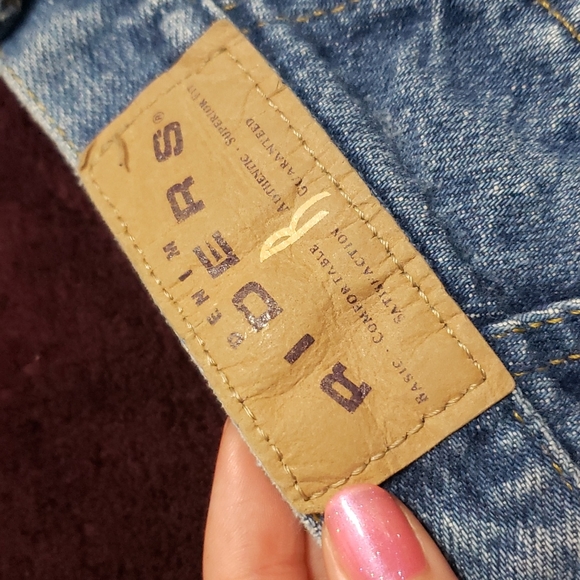 BASIC · COMFORTABLE R AUTHENTIC · SUPERIOR FIT
SATISFACTION GUARANTEED
RIDERS®
DENIM